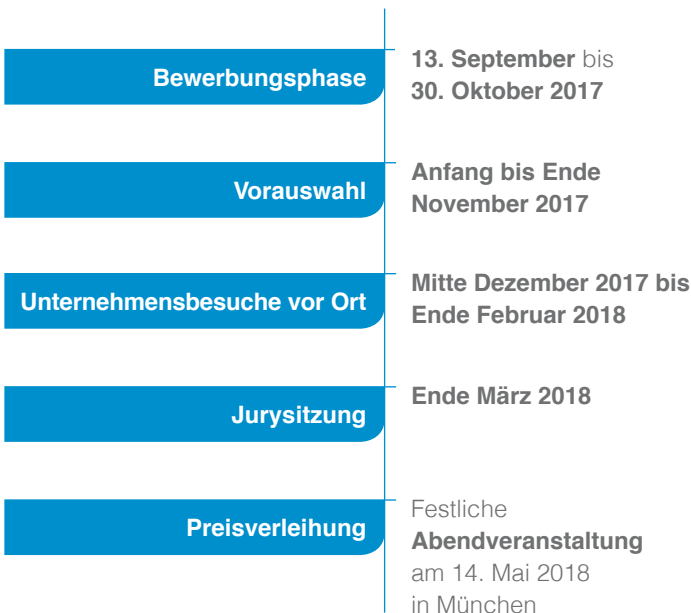 Bewerbungsphase
13. September bis
30. Oktober 2017
Vorauswahl
Anfang bis Ende
November 2017
Unternehmensbesuche vor Ort
Mitte Dezember 2017 bis
Ende Februar 2018
Jurysitzung
Ende März 2018
Preisverleihung
Festliche
Abendveranstaltung
am 14. Mai 2018
in München